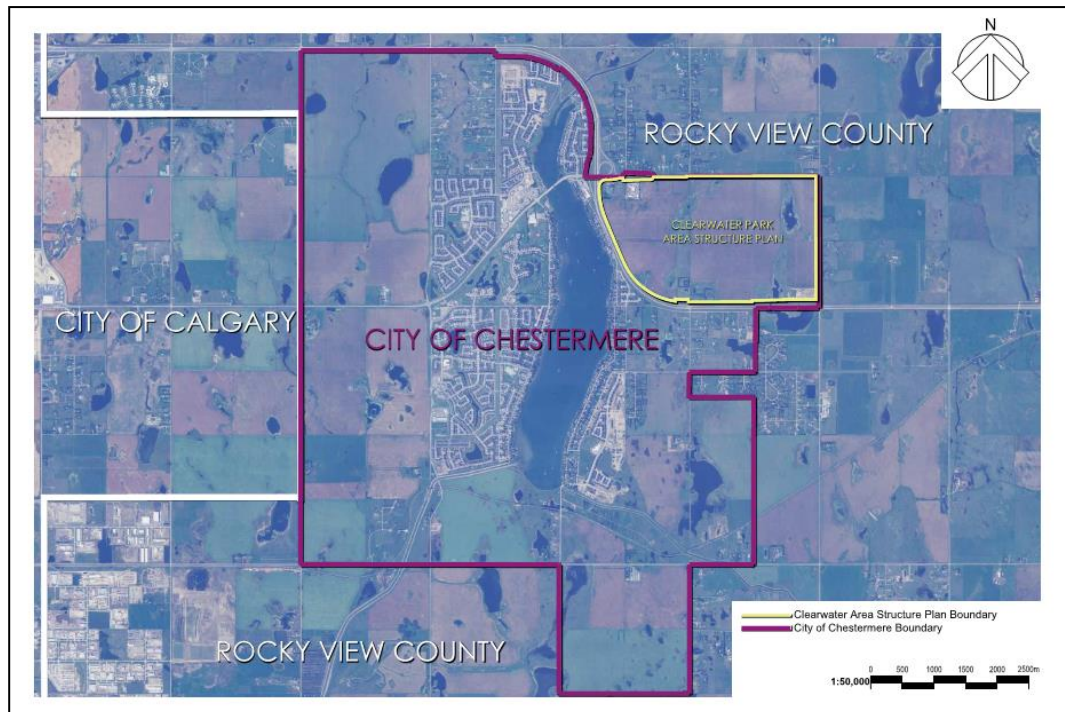 N
ROCKY VIEW COUNTY
CLEARWATER PARK
AREA STRUCTURE PLAN
CITY OF CALGARY
CITY OF CHESTERMERE
ROCKY VIEW COUNTY
Clearwater Area Structure Plan Boundary
City of Chestermere Boundary
0 500 1000 1500 2000 2500m
1:50,000